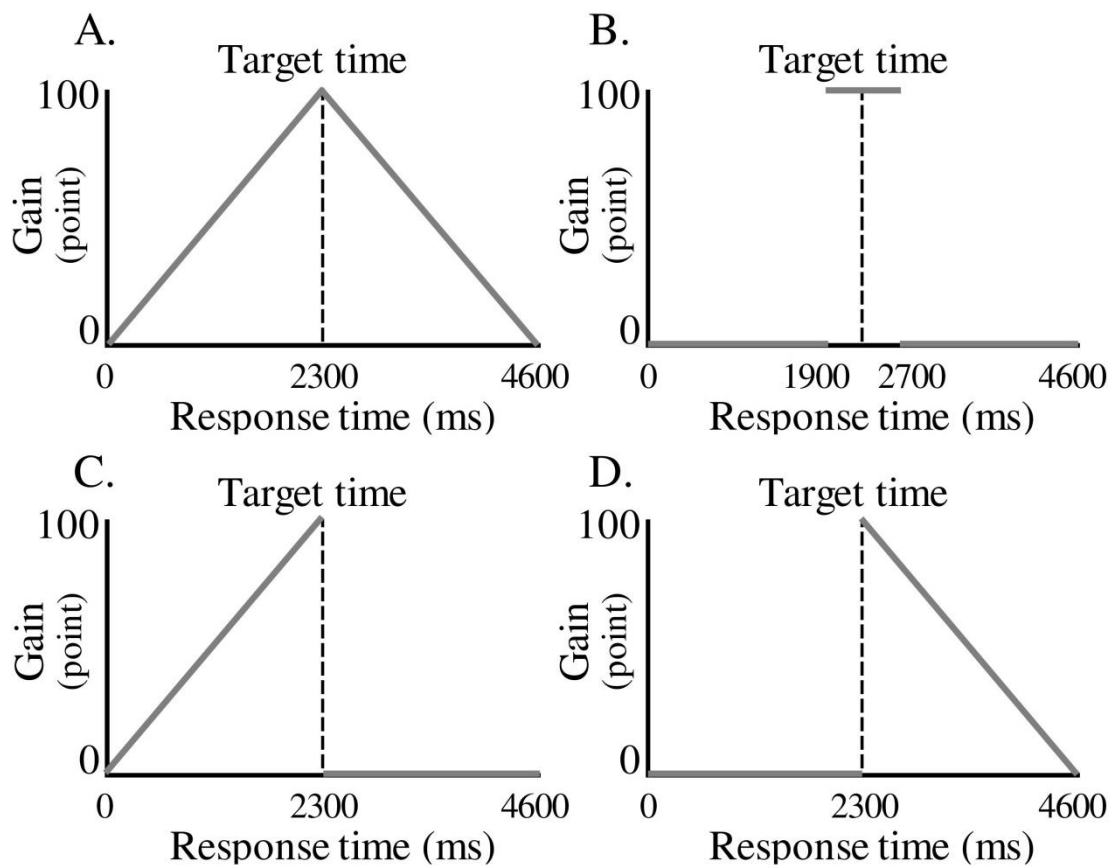 A.
Target time
100
Gain
(point)
0
0 2300 4600
Response time (ms)
B.
Target time
100
Gain
(point)
0
0 1900 2700 4600
Response time (ms)
C.
Target time
100
Gain
(point)
0
0 2300 4600
Response time (ms)
D.
Target time
100
Gain
(point)
0
0 2300 4600
Response time (ms)